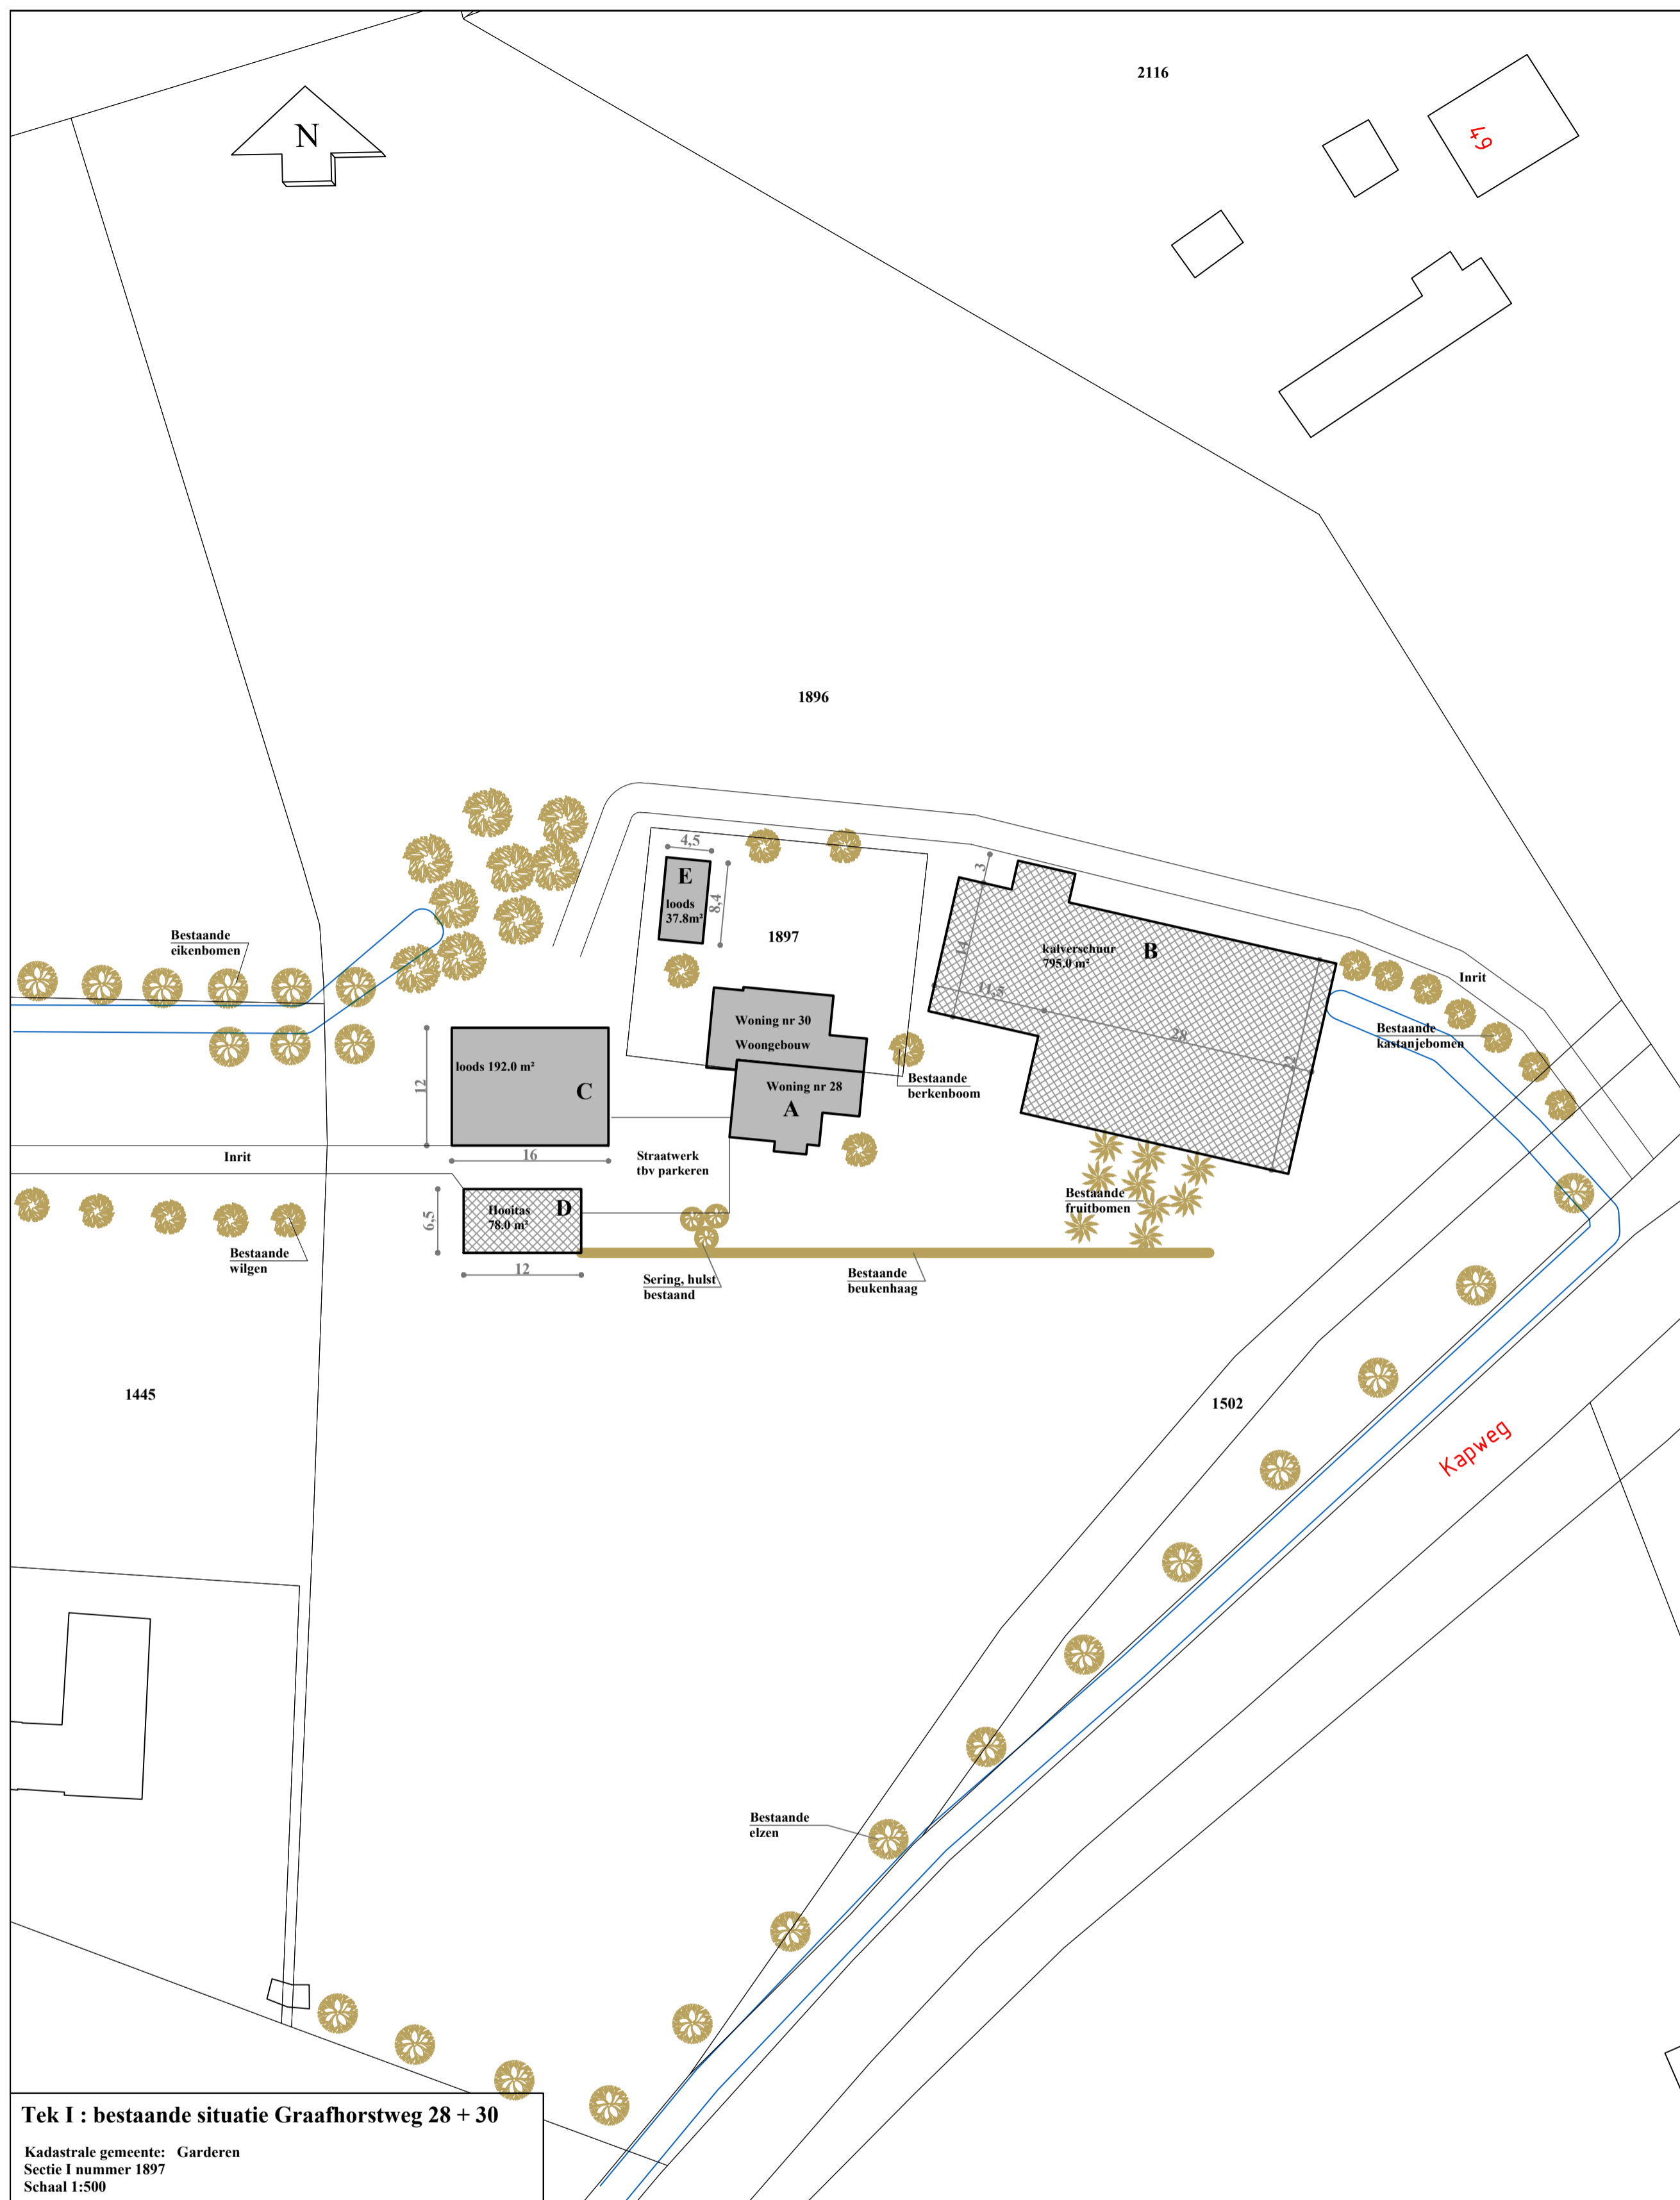 2116
N
49
1896
4,5
E
loods
37.8m²
8,4
3
1897
14
kalverschuur
795.0 m²
B
Bestaande
eikenbomen
Inrit
11,5
28
22
Woning nr 30
Woongebouw
Bestaande
kastanjebomen
loods 192.0 m²
C
12
Woning nr 28
A
Bestaande
berkenboom
Inrit
16
Straatwerk
tbv parkeren
Bestaande
fruitbomen
6,5
Hooitas
78.0 m²
D
Bestaande
wilgen
12
Sering, hulst
bestaand
Bestaande
beukenhaag
1445
1502
Kapweg
Bestaande
elzen
Tek I : bestaande situatie Graafhorstweg 28 + 30
Kadastrale gemeente: Garderen
Sectie I nummer 1897
Schaal 1:500